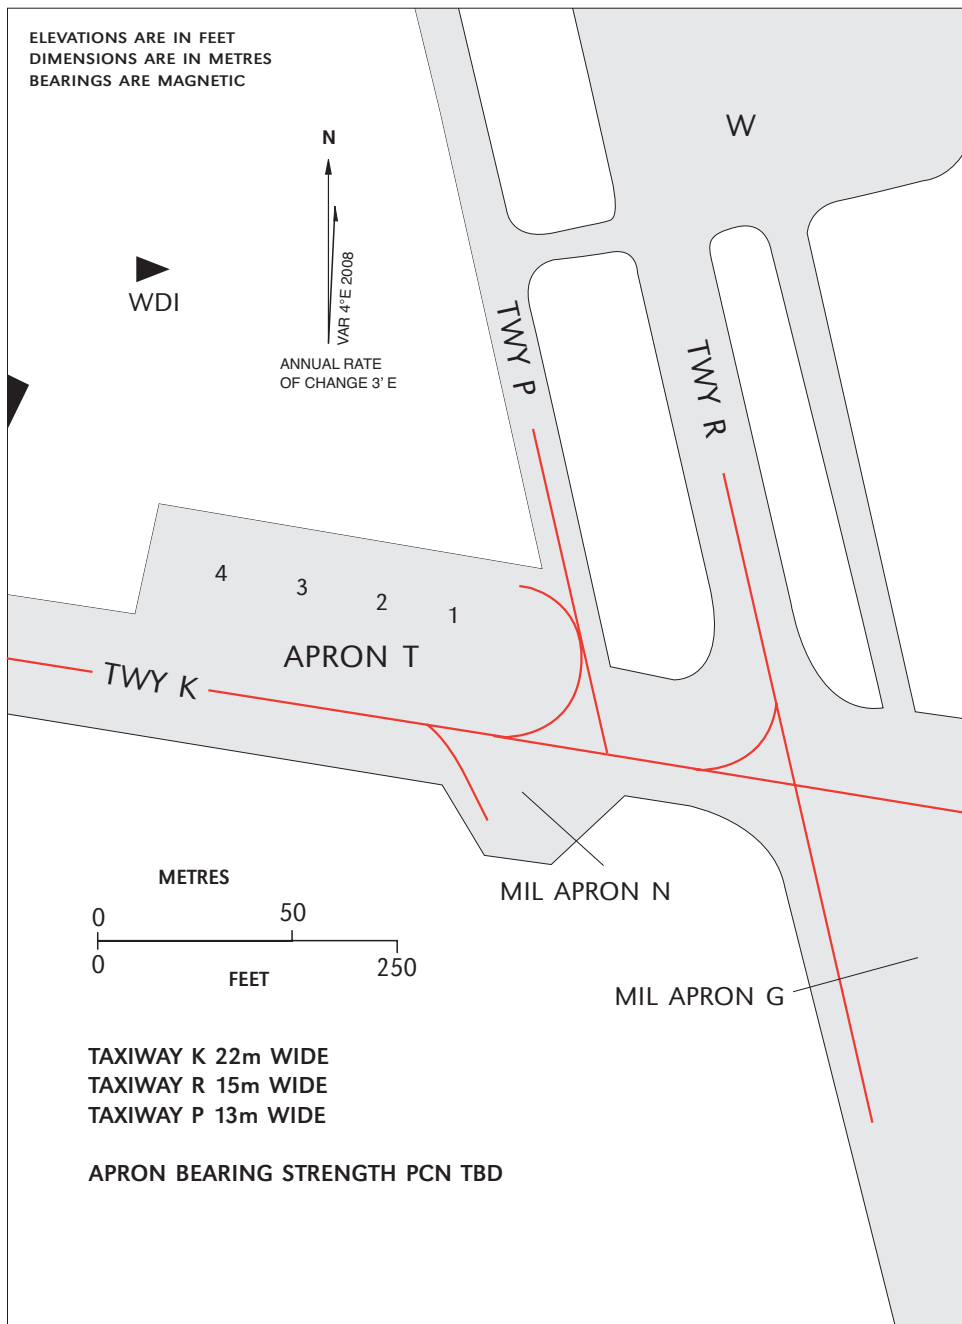 ELEVATIONS ARE IN FEET
DIMENSIONS ARE IN METRES
BEARINGS ARE MAGNETIC
W
N
VAR 4°E 2008
ANNUAL RATE
OF CHANGE 3' E
WDI
TWY P
TWY R
4
3
2
1
APRON T
TWY K
MIL APRON N
MIL APRON G
METRES
0
50
0
250
FEET
TAXIWAY K 22m WIDE
TAXIWAY R 15m WIDE
TAXIWAY P 13m WIDE
APRON BEARING STRENGTH PCN TBD